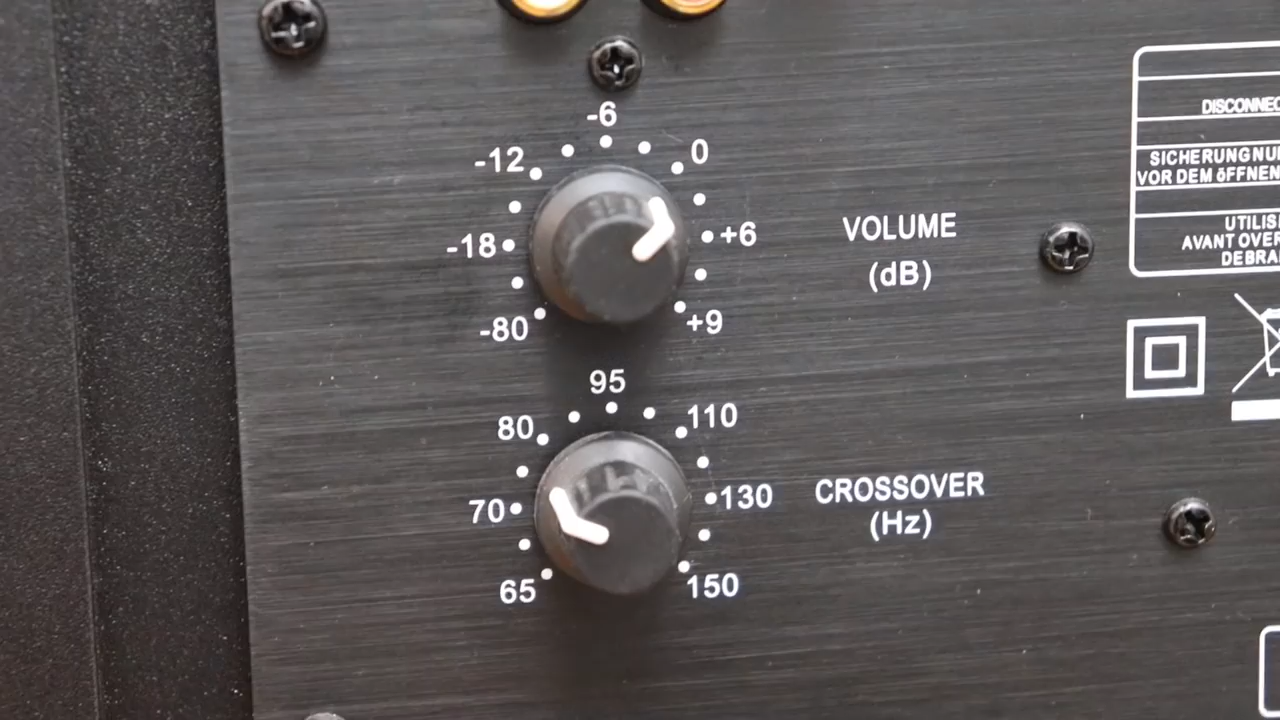 -6
-12
0
-18
+6
-80
+9
VOLUME
(dB)
95
80
110
70
130
65
150
CROSSOVER
(Hz)
DISCONNEC
SICHERUNG NU
VOR DEM öFFNEN
UTILIS
AVANT OVER
DEBRA